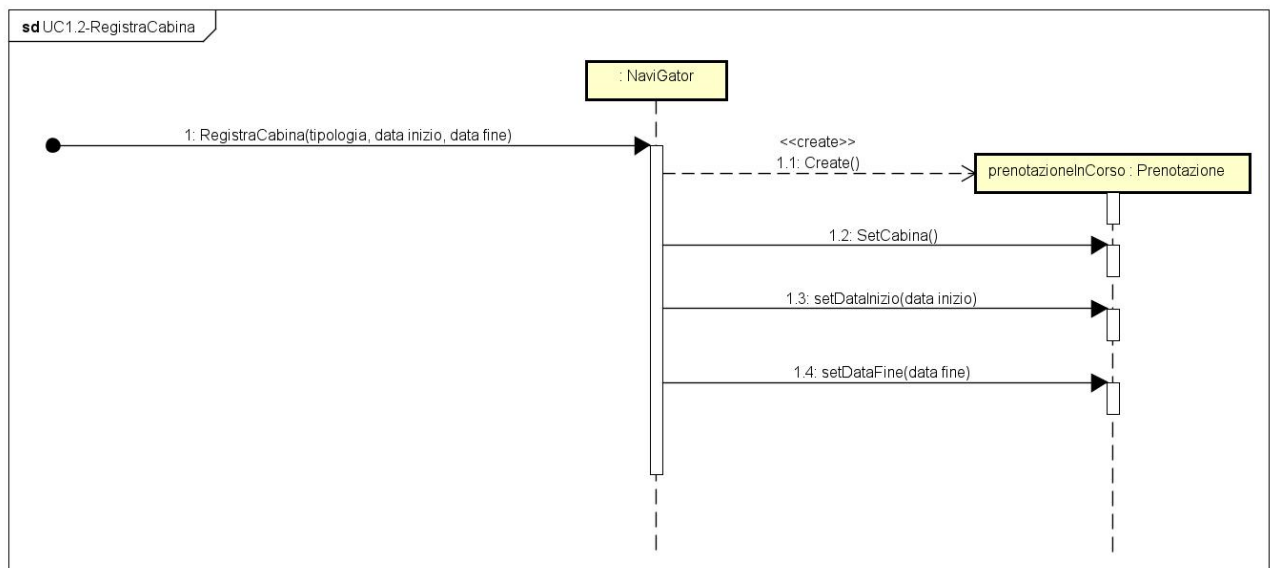 sd UC1.2-RegistraCabina
: NaviGator
1: RegistraCabina(tipologia, data inizio, data fine)
<<create>>
1.1: Create()
prenotazioneInCorso : Prenotazione
1.2: SetCabina()
1.3: setDataInizio(data inizio)
1.4: setDataFine(data fine)